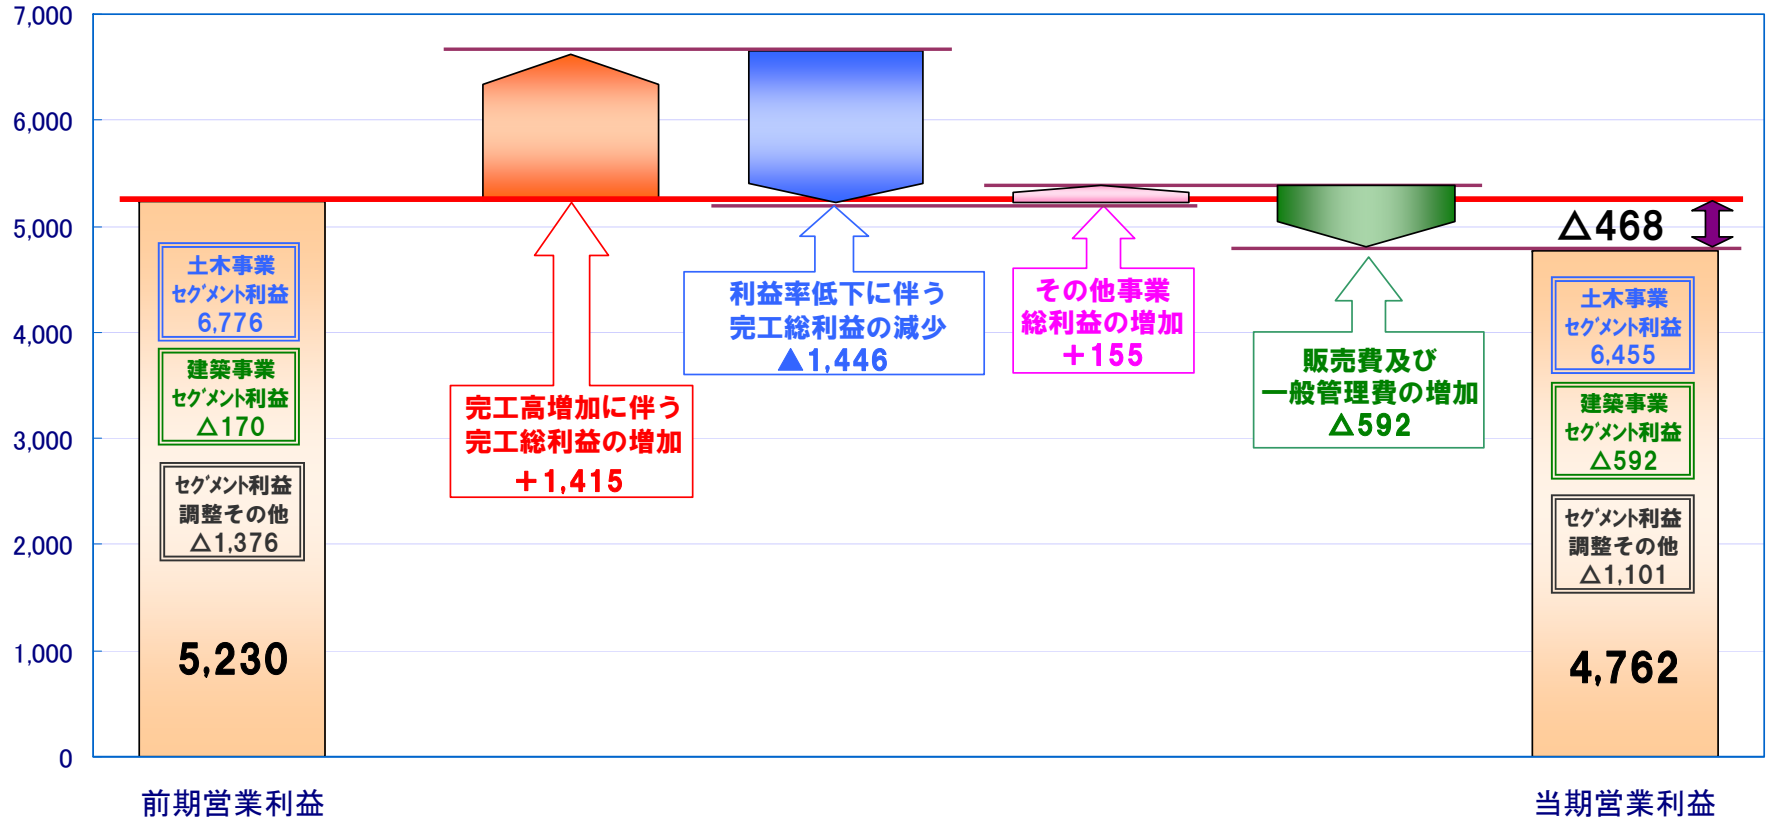 7,000
6,000
5,000
4,000
3,000
2,000
1,000
0
土木事業
セグメント利益
6,776
建築事業
セグメント利益
△170
セグメント利益
調整その他
△1,376
5,230
前期営業利益
完工高増加に伴う
完工総利益の増加
+1,415
利益率低下に伴う
完工総利益の減少
▲1,446
その他事業
総利益の増加
+155
販売費及び
一般管理費の増加
△592
△468
土木事業
セグメント利益
6,455
建築事業
セグメント利益
△592
セグメント利益
調整その他
△1,101
4,762
当期営業利益